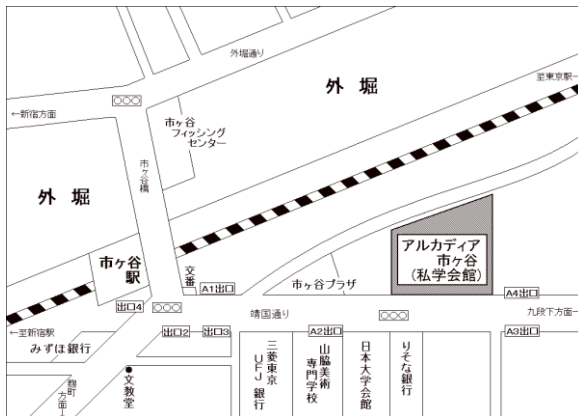 外堀通り
至東京駅→
外 堀
←新宿方面
市ヶ谷
フィッシング
センター
市ヶ谷橋
外 堀
アルカディア
市ヶ谷
(私学会館)
市ヶ谷
駅
交番
A1出口
市ヶ谷プラザ
A4出口
出口4
靖国通り
九段下方面→
←至新宿駅
出口2
出口3
A2出口
A3出口
みずほ銀行
麹町
方面↓
文教堂
三菱東京
UFJ銀行
山脇美術
専門学校
日本大学会館
りそな銀行